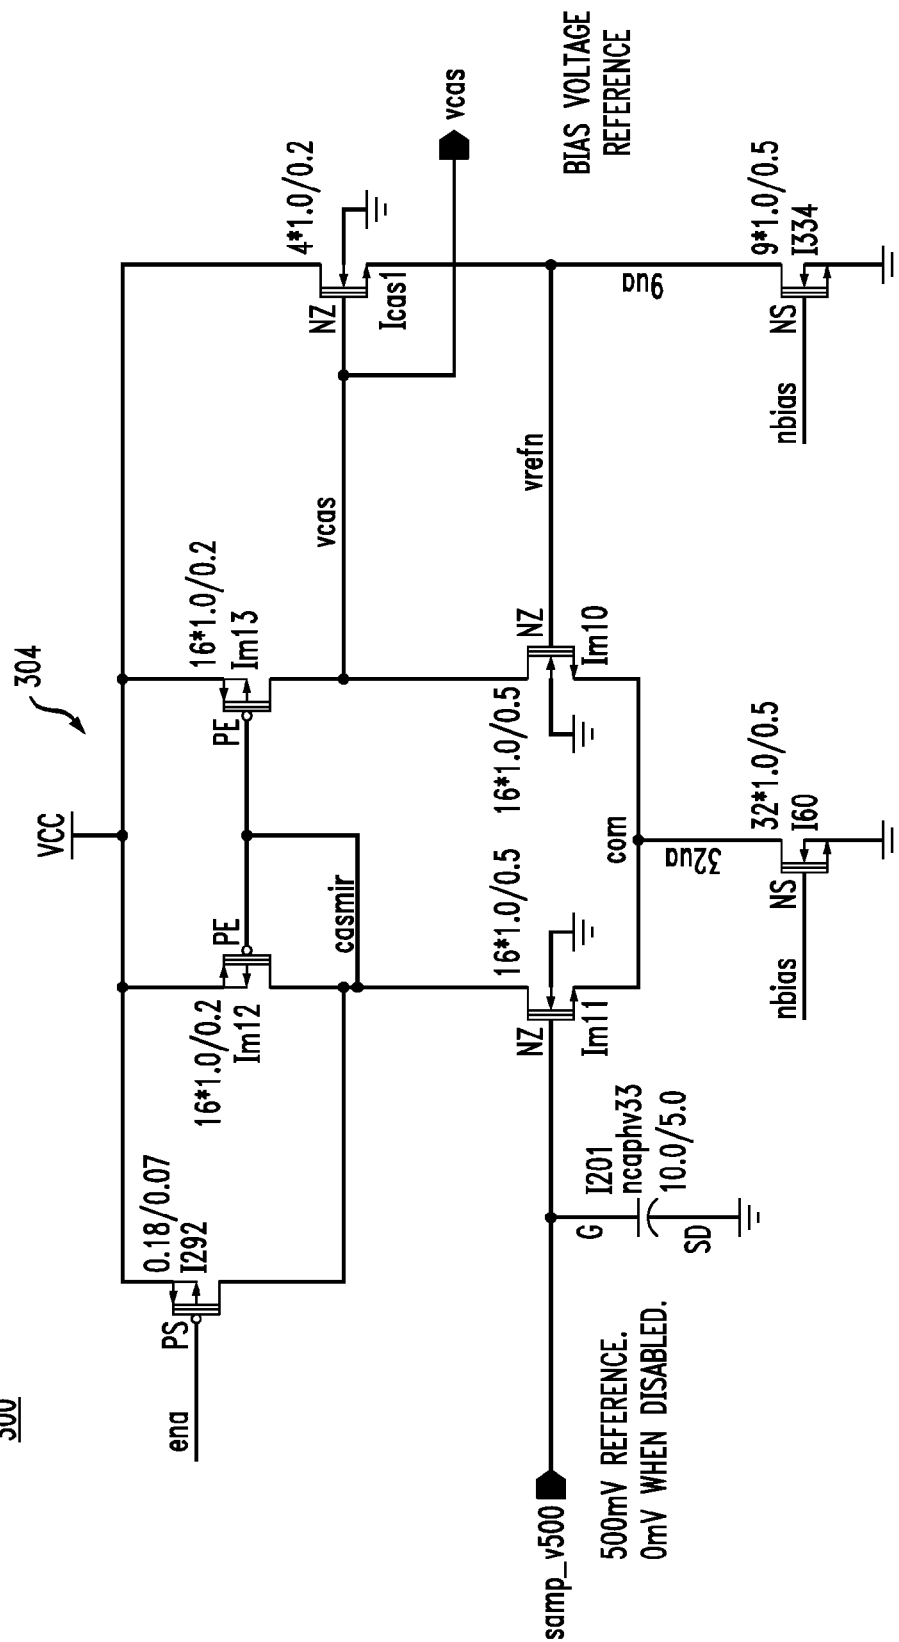 300
304
VCC
ena
PS
0.18/0.07
I292
16*1.0/0.2
Im12
PE
PE
16*1.0/0.2
Im13
casmir
vcas
NZ
4*1.0/0.2
Icas1
vcas
BIAS VOLTAGE
REFERENCE
samp_v500
500mV REFERENCE.
0mV WHEN DISABLED.
G
SD
I201
ncaphv33
10.0/5.0
NZ
Im11
16*1.0/0.5
16*1.0/0.5
NZ
Im10
vrefn
com
32ua
9ua
nbias
NS
32*1.0/0.5
I60
nbias
NS
9*1.0/0.5
I334